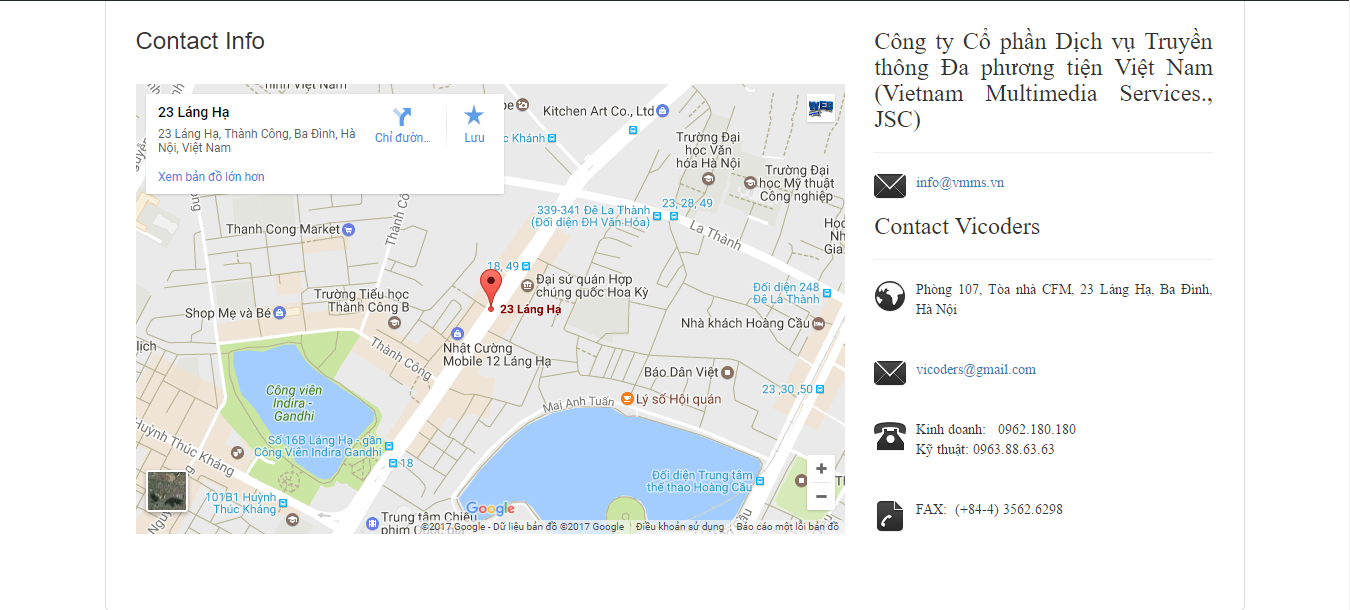 Contact Info
23 Láng Hạ
23 Láng Hạ, Thành Công, Ba Đình, Hà
Nội, Việt Nam
Xem bản đồ lớn hơn
Chỉ đườn...
Lưu
Kitchen Art Co., Ltd
Trường Đại
học Văn
hóa Hà Nội
Trường Đại
học Mỹ thuật
Công nghiệp
339-341 Đê La Thành
(Đối diện ĐH Văn Hóa)
23, 28, 49
La Thành
Thanh Cong Market
Thành Cô
18, 49
Đại sứ quán Hợp
chúng quốc Hoa Kỳ
23 Láng Hạ
Đối diện 248
Đê Lá Thành
Trường Tiểu học
Thành Công B
Shop Mẹ và Bé
Nhà khách Hoàng Cầu
lịch
Thành Công
Nhật Cường
Mobile 12 Láng Hạ
Báo Dân Việt
23 ,30 ,50
Công viên
Indira -
Gandhi
Mai Anh Tuấn
Lý số Hội quán
Huỳnh Thúc Kháng
Số 16B Láng Hạ - gần
Công Viên Indira Gandhi
18
Đối diện Trung tâm
thể thao Hoàng Cầu
101B1 Huỳnh
Thúc Kháng
Trung tâm Chiếu
phim Quốc gia
Google
©2017 Google - Dữ liệu bản đồ ©2017 Google
Điều khoản sử dụng
Báo cáo một lỗi bản đồ
Công ty Cổ phần Dịch vụ Truyền
thông Đa phương tiện Việt Nam
(Vietnam Multimedia Services.,
JSC)
info@vmms.vn
Contact Vicoders
Phòng 107, Tòa nhà CFM, 23 Láng Hạ, Ba Đình,
Hà Nội
vicoders@gmail.com
Kinh doanh: 0962.180.180
Kỹ thuật: 0963.88.63.63
FAX: (+84-4) 3562.6298